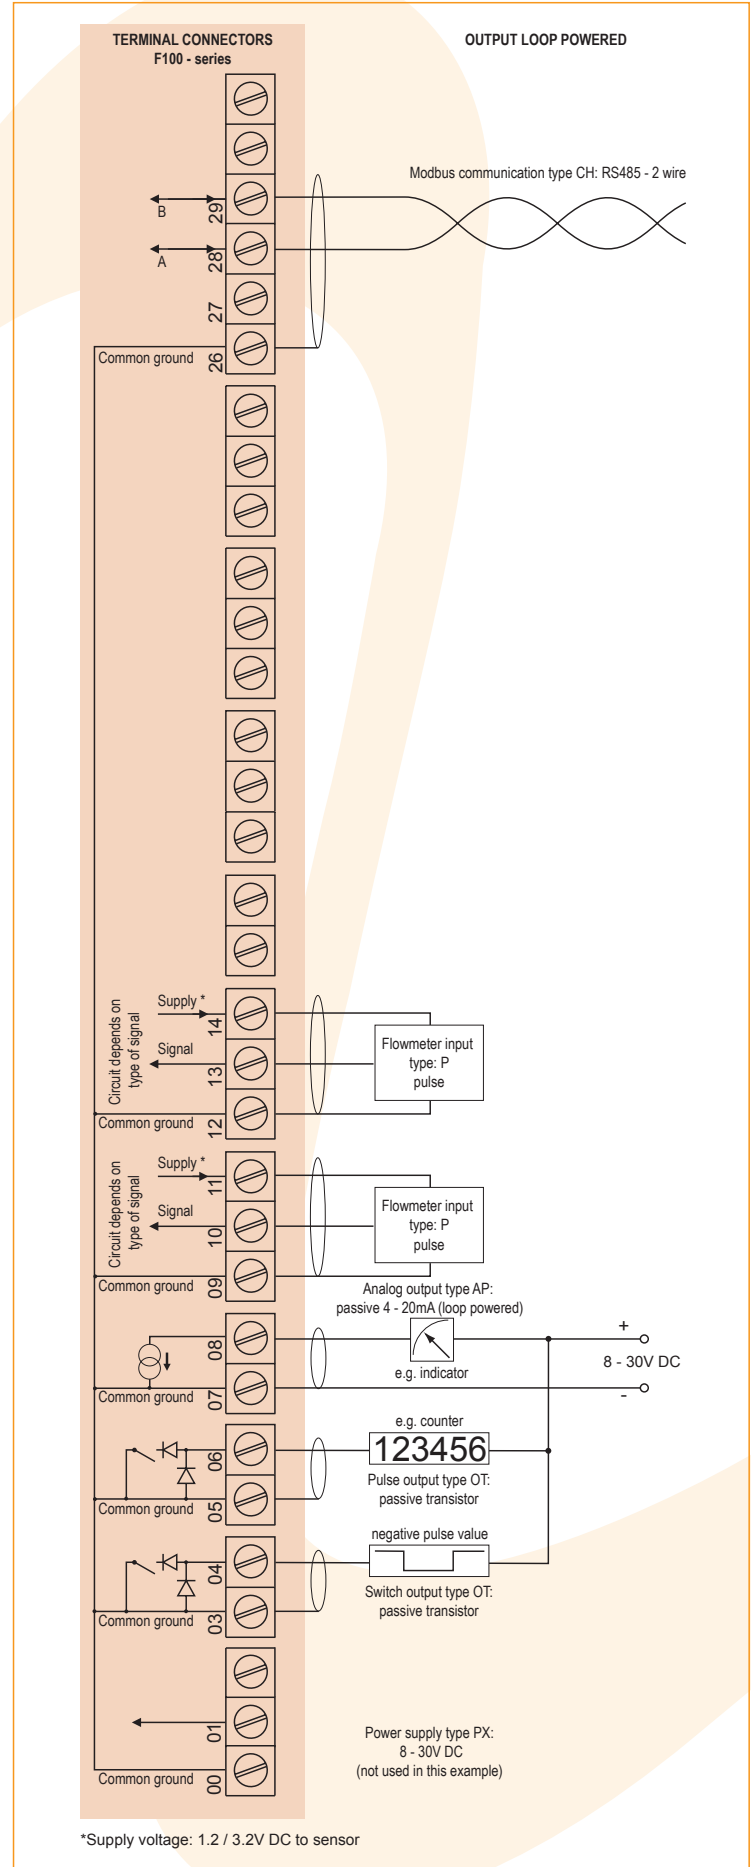 TERMINAL CONNECTORS
F100 - series
OUTPUT LOOP POWERED
Modbus communication type CH: RS485 - 2 wire
B
29
A
28
27
Common ground
26
Circuit depends on
type of signal
Supply *
14
Signal
13
Common ground
12
Flowmeter input
type: P
pulse
Circuit depends on
type of signal
Supply *
11
Signal
10
Common ground
09
Flowmeter input
type: P
pulse
Analog output type AP:
passive 4 - 20mA (loop powered)
08
e.g. indicator
+
8 - 30V DC
-
Common ground
07
e.g. counter
06
123456
Pulse output type OT:
passive transistor
Common ground
05
negative pulse value
04
Switch output type OT:
passive transistor
Common ground
03
01
Power supply type PX:
8 - 30V DC
(not used in this example)
Common ground
00
*Supply voltage: 1.2 / 3.2V DC to sensor